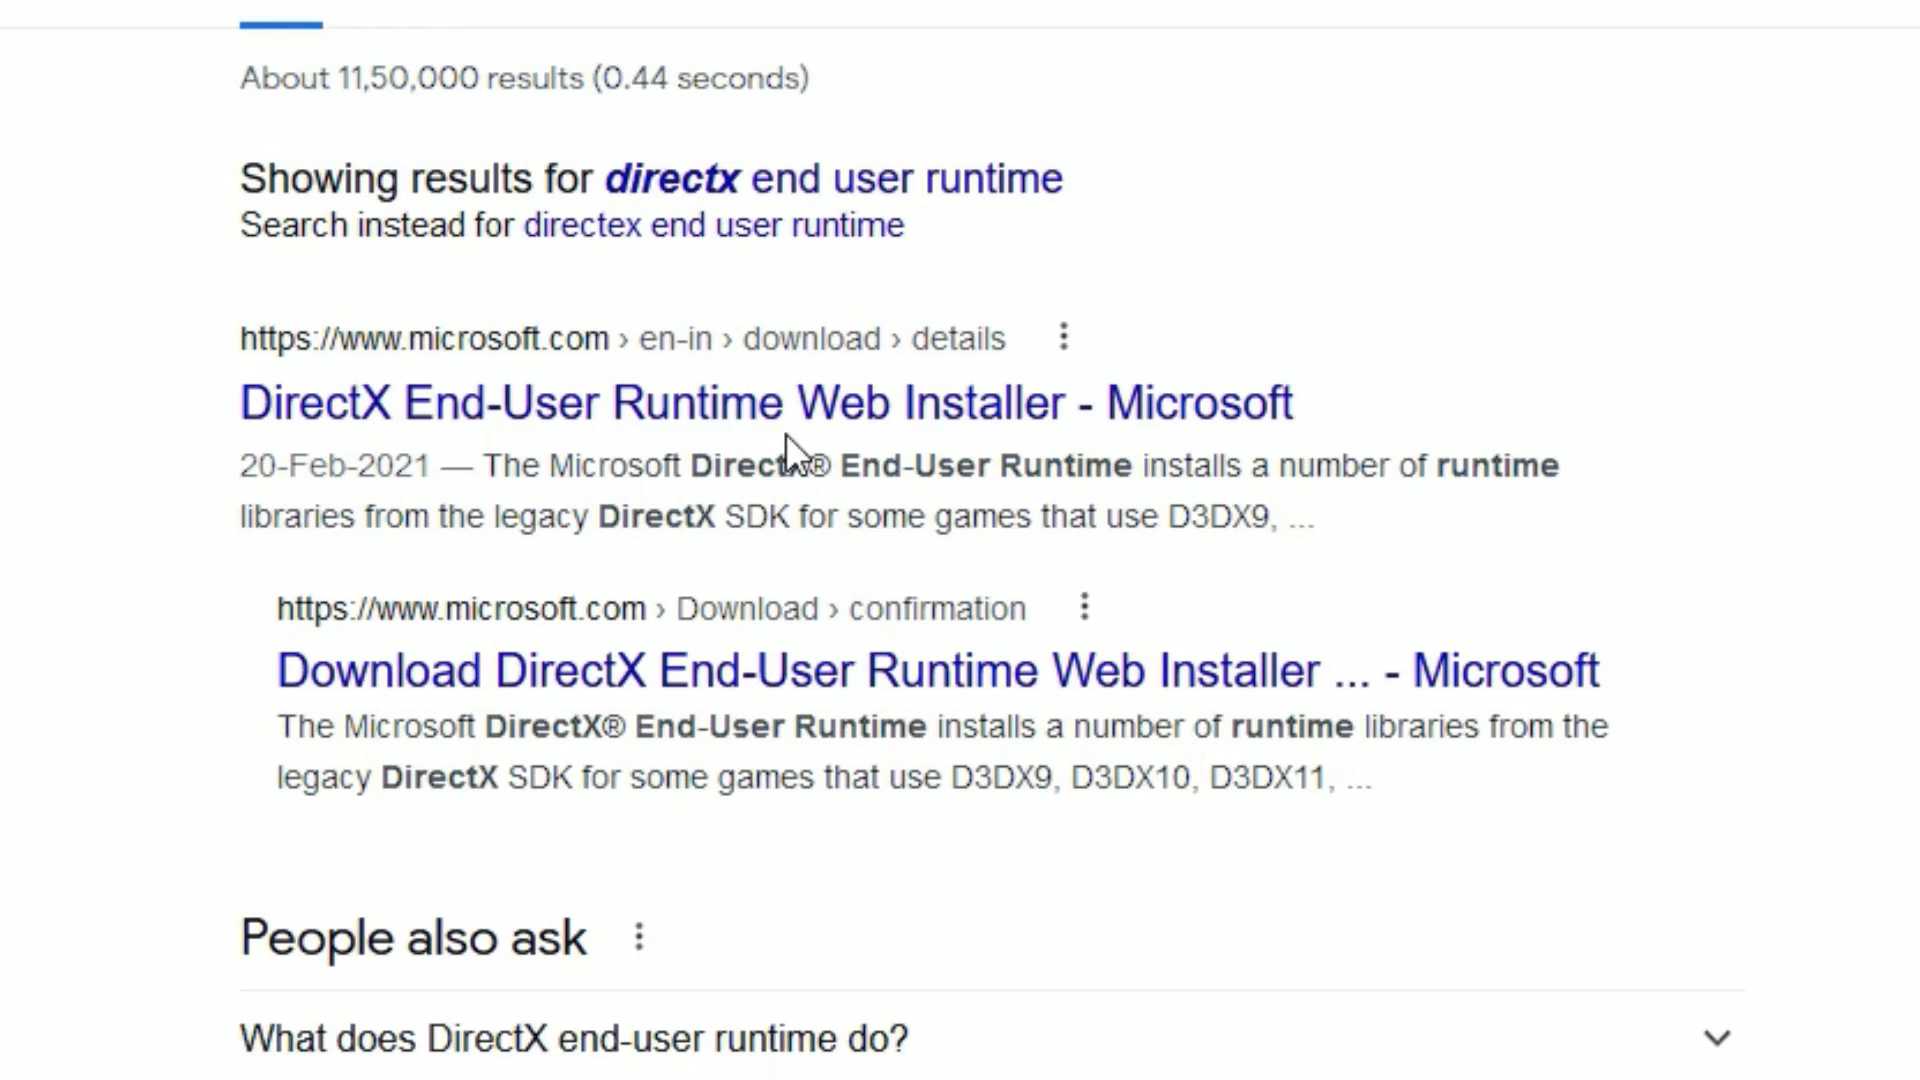 About 11,50,000 results (0.44 seconds)
Showing results for directx end user runtime
Search instead for directex end user runtime
https://www.microsoft.com › en-in › download › details
DirectX End-User Runtime Web Installer - Microsoft
20-Feb-2021 — The Microsoft DirectX® End-User Runtime installs a number of runtime
libraries from the legacy DirectX SDK for some games that use D3DX9, ...
https://www.microsoft.com › Download › confirmation
Download DirectX End-User Runtime Web Installer ... - Microsoft
The Microsoft DirectX® End-User Runtime installs a number of runtime libraries from the
legacy DirectX SDK for some games that use D3DX9, D3DX10, D3DX11, ...
People also ask
What does DirectX end-user runtime do?